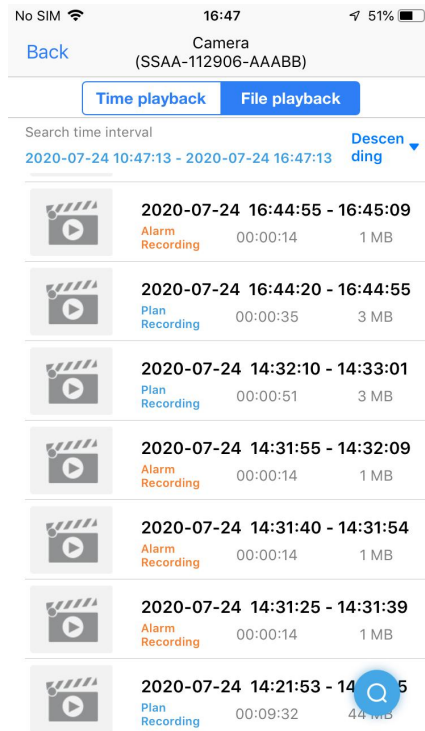 No SIM 16:47 51%
Back Camera
(SSAA-112906-AAABB)
Time playback File playback
Search time interval
2020-07-24 10:47:13 - 2020-07-24 16:47:13
Descen
ding
2020-07-24 16:44:55 - 16:45:09
Alarm
Recording 00:00:14 1 MB
2020-07-24 16:44:20 - 16:44:55
Plan
Recording 00:00:35 3 MB
2020-07-24 14:32:10 - 14:33:01
Plan
Recording 00:00:51 3 MB
2020-07-24 14:31:55 - 14:32:09
Alarm
Recording 00:00:14 1 MB
2020-07-24 14:31:40 - 14:31:54
Alarm
Recording 00:00:14 1 MB
2020-07-24 14:31:25 - 14:31:39
Alarm
Recording 00:00:14 1 MB
2020-07-24 14:21:53 -
Plan
Recording 00:09:32 44 MB